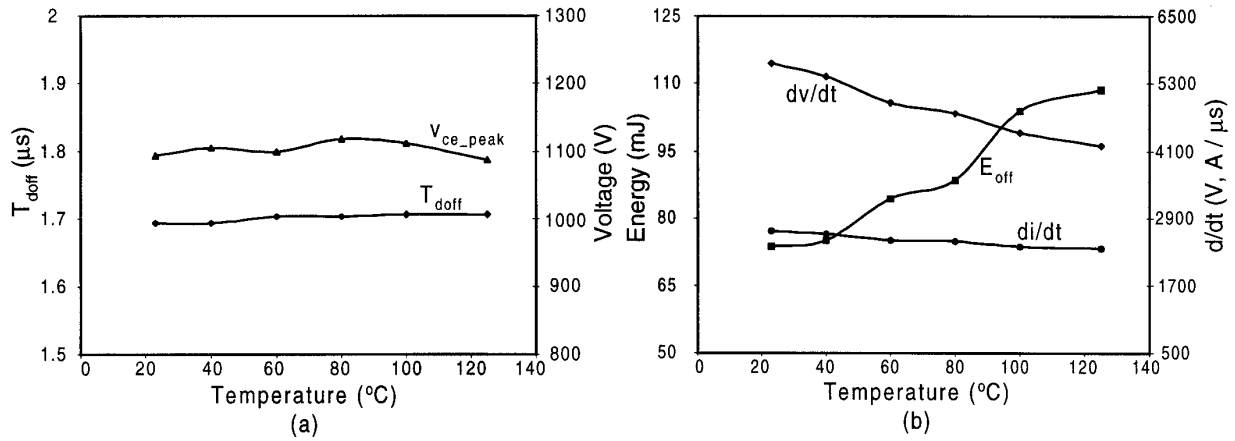 2
1.9
1.8
1.7
1.6
1.5
T_doff (µs)
1300
1200
1100
1000
900
800
Voltage (V)
V_ce_peak
T_doff
0 20 40 60 80 100 120 140
Temperature (ºC)
(a)
125
110
95
80
65
50
Energy (mJ)
6500
5300
4100
2900
1700
500
d/dt (V, A / µs)
dv/dt
E_off
di/dt
0 20 40 60 80 100 120 140
Temperature (ºC)
(b)